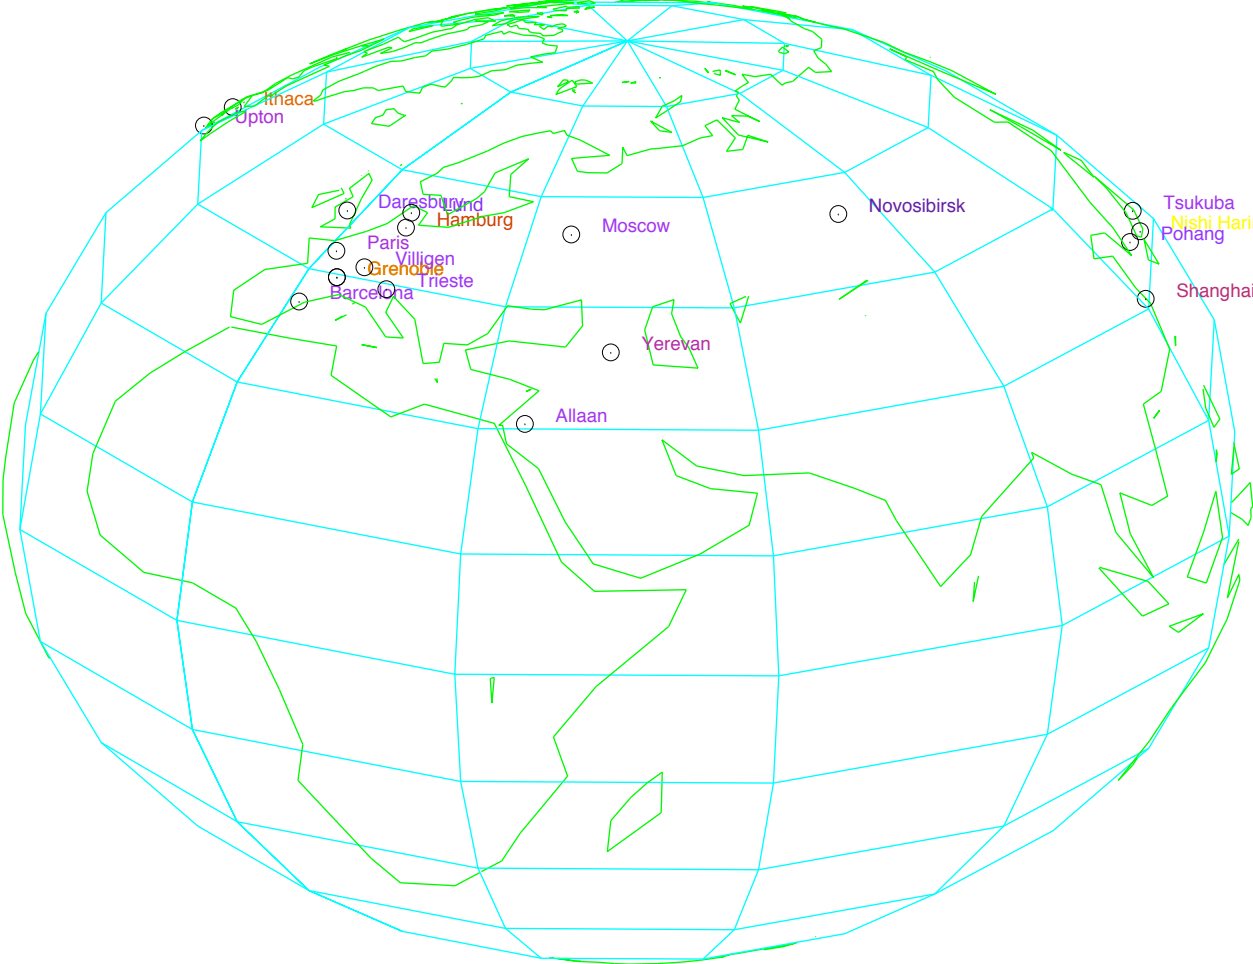 Ithaca
Upton
Daresbury
Lund
Hamburg
Tsukuba
Novosibirsk
Nishi Hari
Moscow
Pohang
Paris
Villigen
Grenoble
Trieste
Barcelona
Shanghai
Yerevan
Allaan